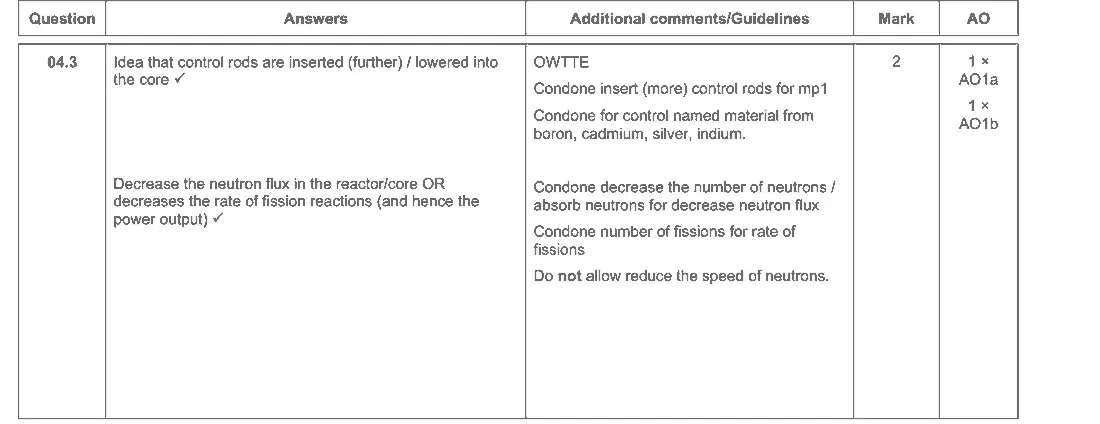 Question Answers Additional comments/Guidelines Mark AO
04.3 Idea that control rods are inserted (further) / lowered into OWTTE 2 1 ×
the core ✓ AO1a
Condone insert (more) control rods for mp1
1 ×
Condone for control named material from AO1b
boron, cadmium, silver, indium.
Decrease the neutron flux in the reactor/core OR Condone decrease the number of neutrons /
decreases the rate of fission reactions (and hence the absorb neutrons for decrease neutron flux
power output) ✓
Condone number of fissions for rate of
fissions
Do not allow reduce the speed of neutrons.